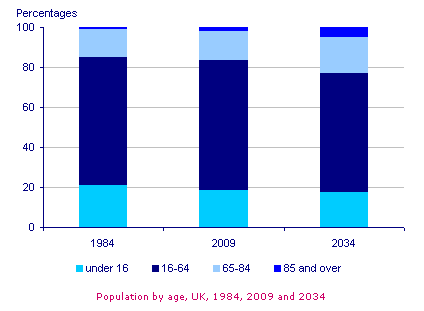 Percentages
100
80
60
40
20
0
1984 2009 2034
under 16 16-64 65-84 85 and over
Population by age, UK, 1984, 2009 and 2034